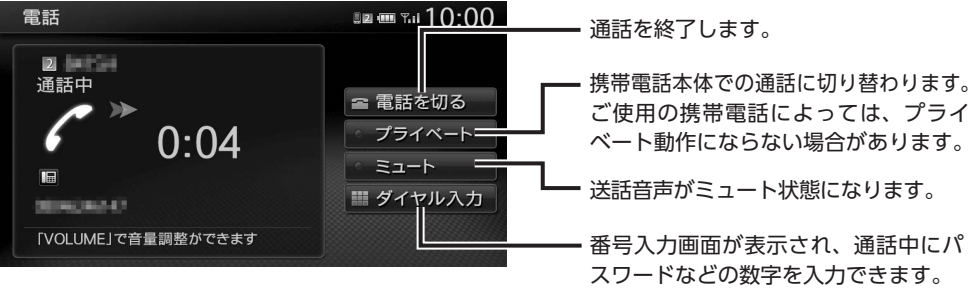 電話
2
10:00
2
通話中
0:04
「VOLUME」で音量調整ができます
電話を切る
プライベート
ミュート
ダイヤル入力
通話を終了します。
携帯電話本体での通話に切り替わります。
ご使用の携帯電話によっては、プライ
ベート動作にならない場合があります。
送話音声がミュート状態になります。
番号入力画面が表示され、通話中にパ
スワードなどの数字を入力できます。